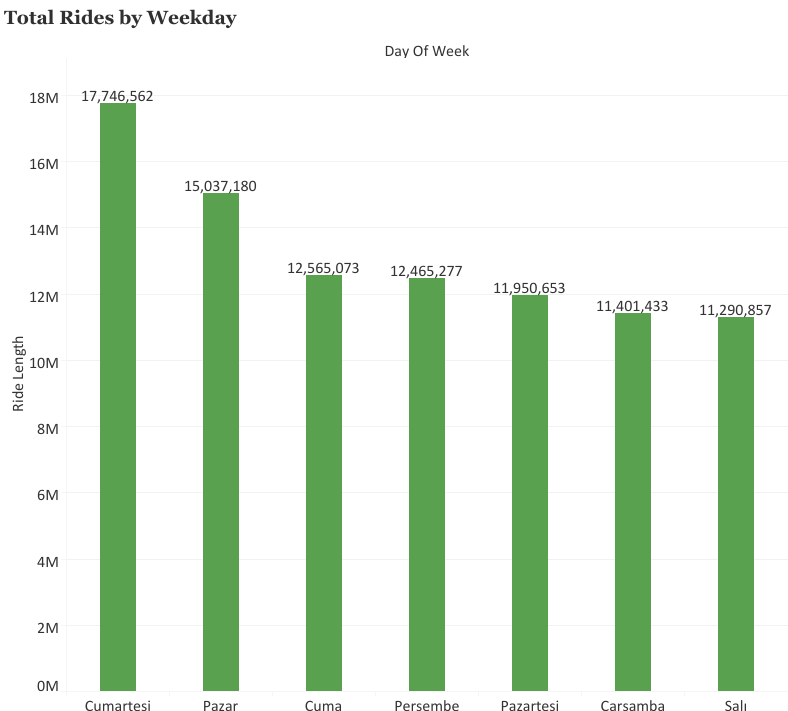 Total Rides by Weekday
Day Of Week
Ride Length
18M
16M
14M
12M
10M
8M
6M
4M
2M
0M
17,746,562
15,037,180
12,565,073
12,465,277
11,950,653
11,401,433
11,290,857
Cumartesi
Pazar
Cuma
Persembe
Pazartesi
Carsamba
Salı